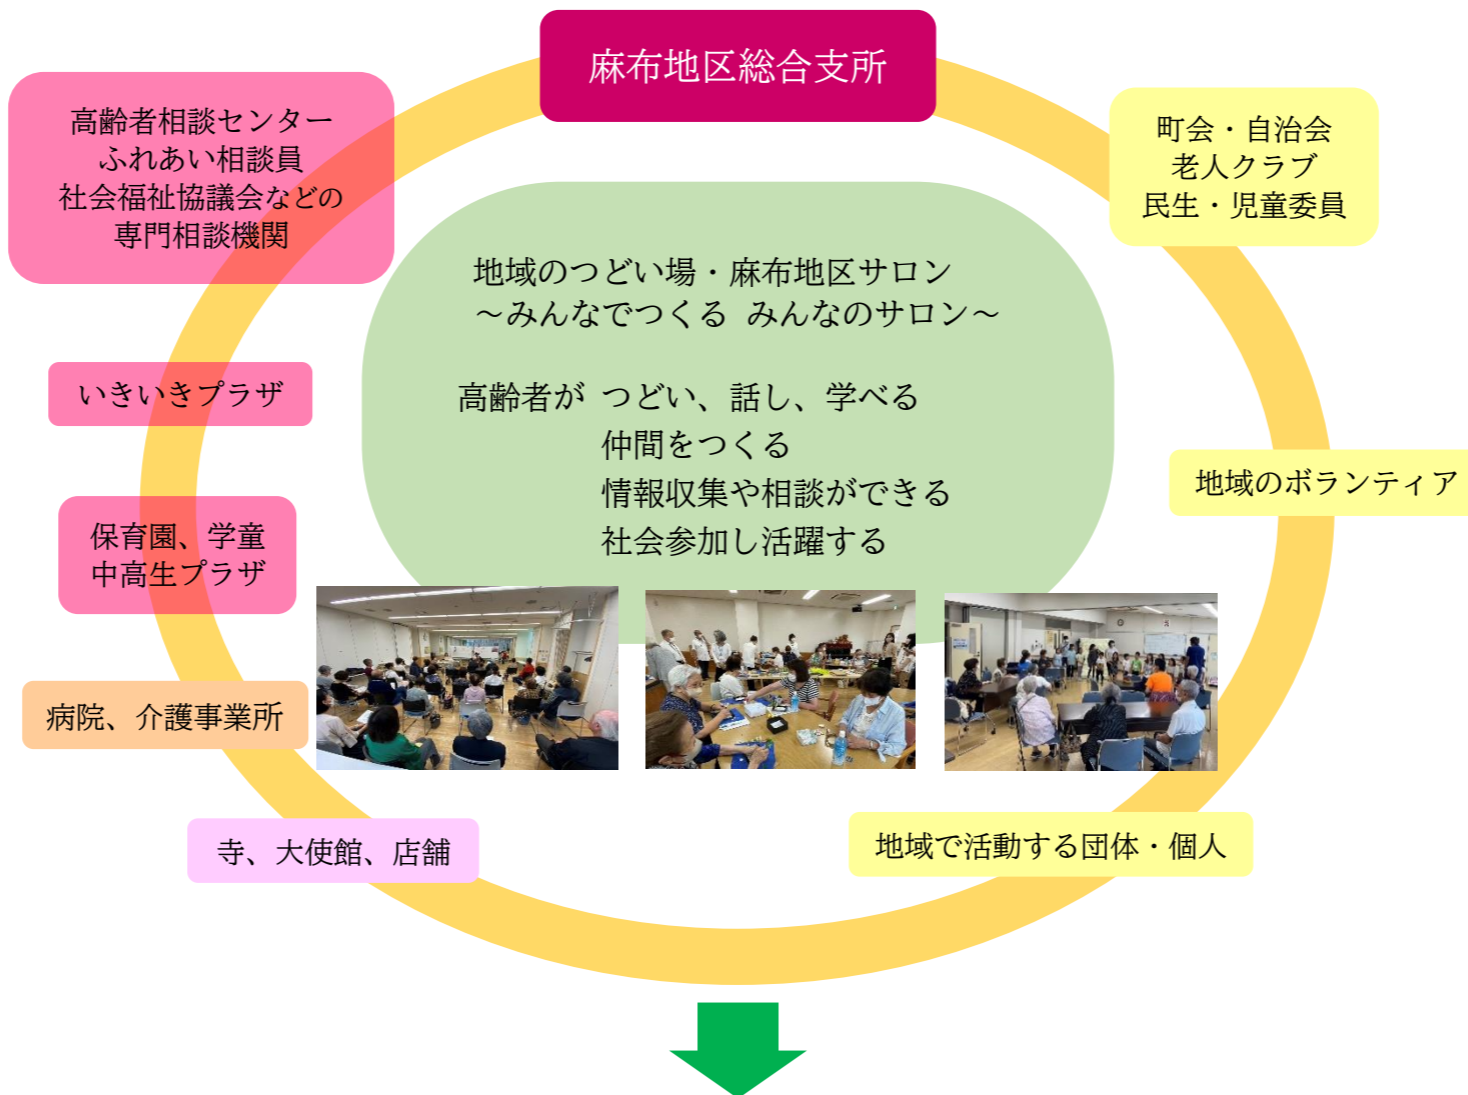 麻布地区総合支所
高齢者相談センター
ふれあい相談員
社会福祉協議会などの
専門相談機関
町会・自治会
老人クラブ
民生・児童委員
地域のつどい場・麻布地区サロン
～みんなでつくる みんなのサロン～
高齢者が つどい、話し、学べる
仲間をつくる
情報収集や相談ができる
社会参加し活躍する
いきいきプラザ
地域のボランティア
保育園、学童
中高生プラザ
病院、介護事業所
寺、大使館、店舗
地域で活動する団体・個人